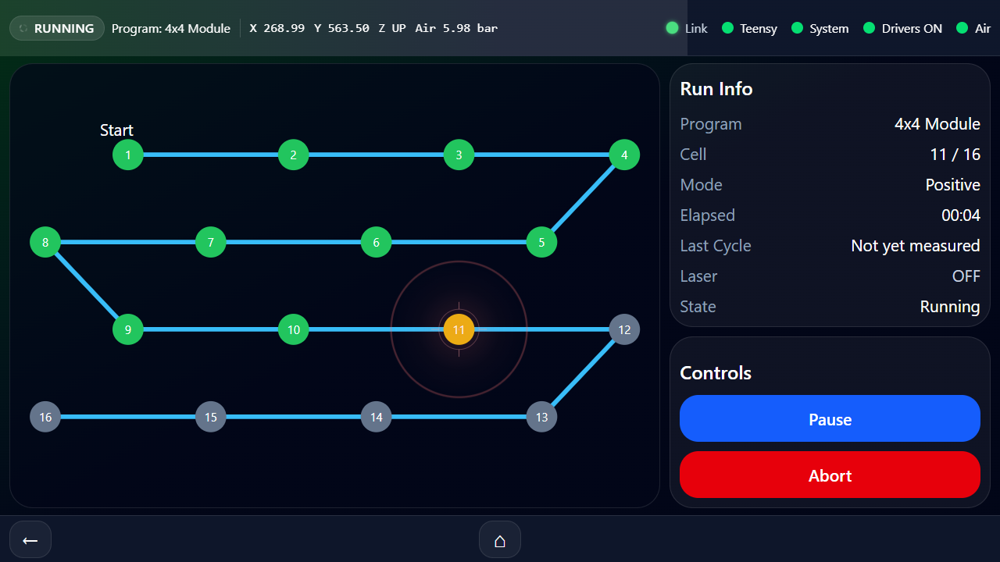 RUNNING Program: 4x4 Module X 268.99 Y 563.50 Z UP Air 5.98 bar Link Teensy System Drivers ON Air
Start
1 2 3 4
8 7 6 5
9 10 11 12
16 15 14 13
Run Info
Program 4x4 Module
Cell 11 / 16
Mode Positive
Elapsed 00:04
Last Cycle Not yet measured
Laser OFF
State Running
Controls
Pause
Abort